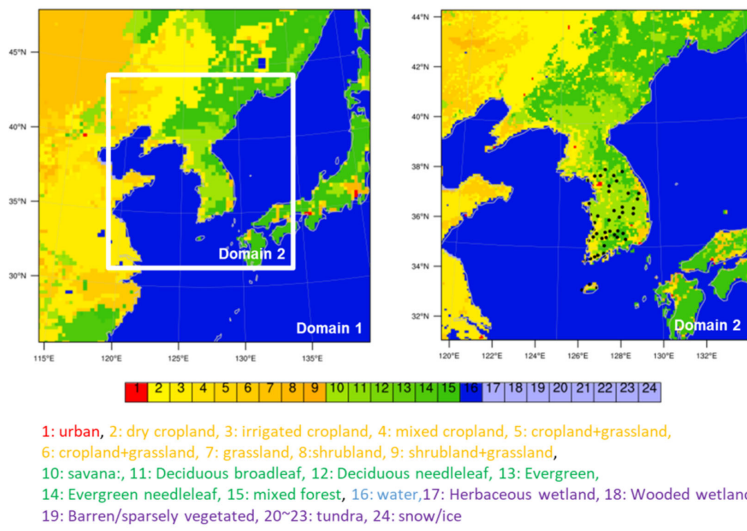 45°N
40°N
35°N
30°N
115°E 120°E 125°E 130°E 135°E
Domain 2
Domain 1
44°N
42°N
40°N
38°N
36°N
34°N
32°N
120°E 122°E 124°E 126°E 128°E 130°E 132°E
Domain 2
1 2 3 4 5 6 7 8 9 10 11 12 13 14 15 16 17 18 19 20 21 22 23 24
1: urban, 2: dry cropland, 3: irrigated cropland, 4: mixed cropland, 5: cropland+grassland,
6: cropland+grassland, 7: grassland, 8:shrubland, 9: shrubland+grassland,
10: savana:, 11: Deciduous broadleaf, 12: Deciduous needleleaf, 13: Evergreen,
14: Evergreen needleleaf, 15: mixed forest, 16: water,17: Herbaceous wetland, 18: Wooded wetland
19: Barren/sparsely vegetated, 20~23: tundra, 24: snow/ice